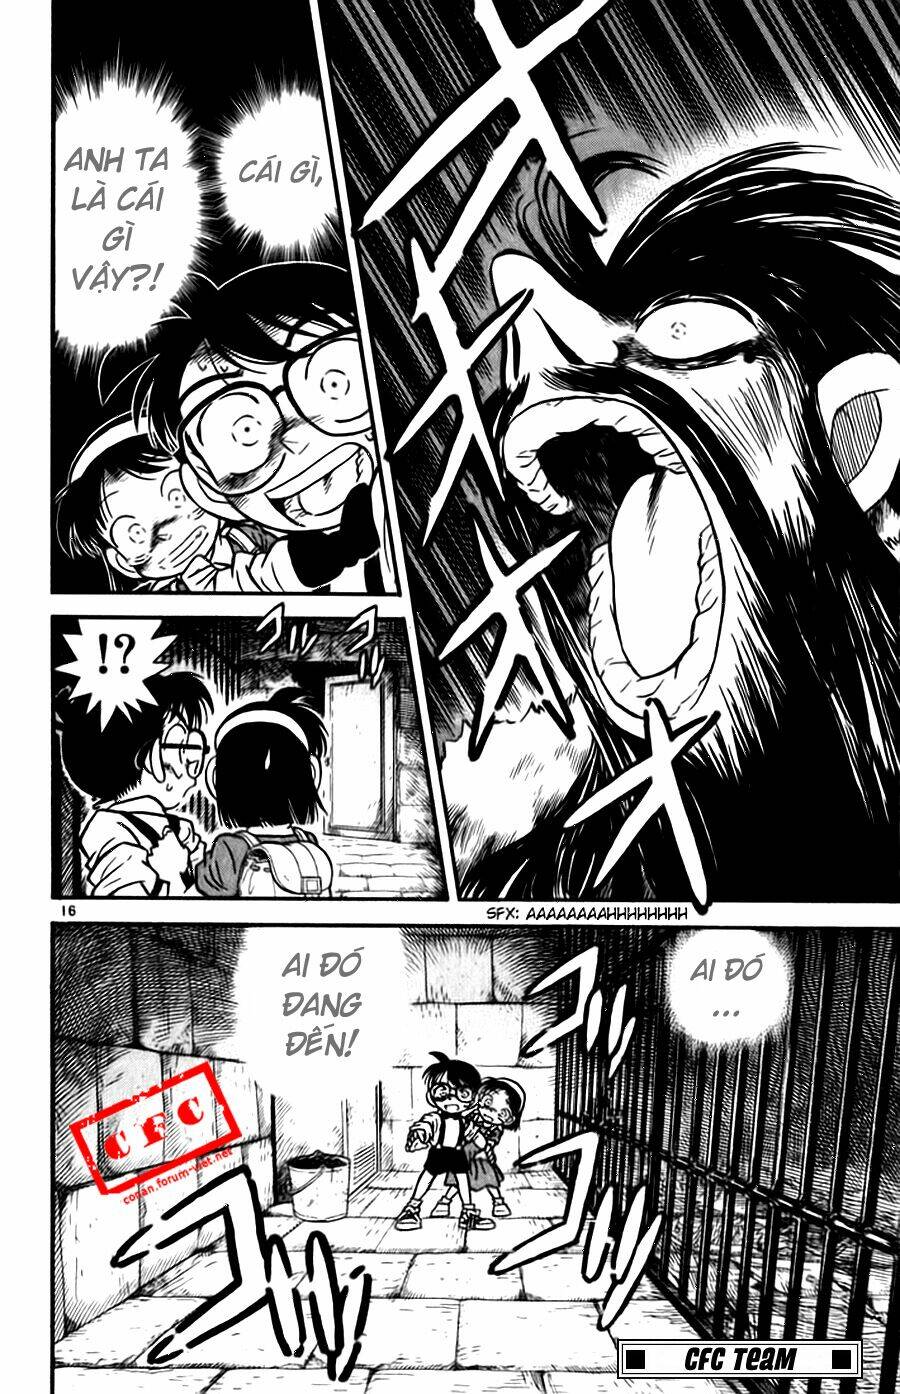 CÁI GÌ,
ANH TA
LÀ CÁI
GÌ
VẬY?!
!?
16
SFX: AAAAAAAAHHHHHHHH
AI ĐÓ
...
AI ĐÓ
ĐANG
ĐẾN!
CFC
conan.forum-viet.net
CFC TEAM